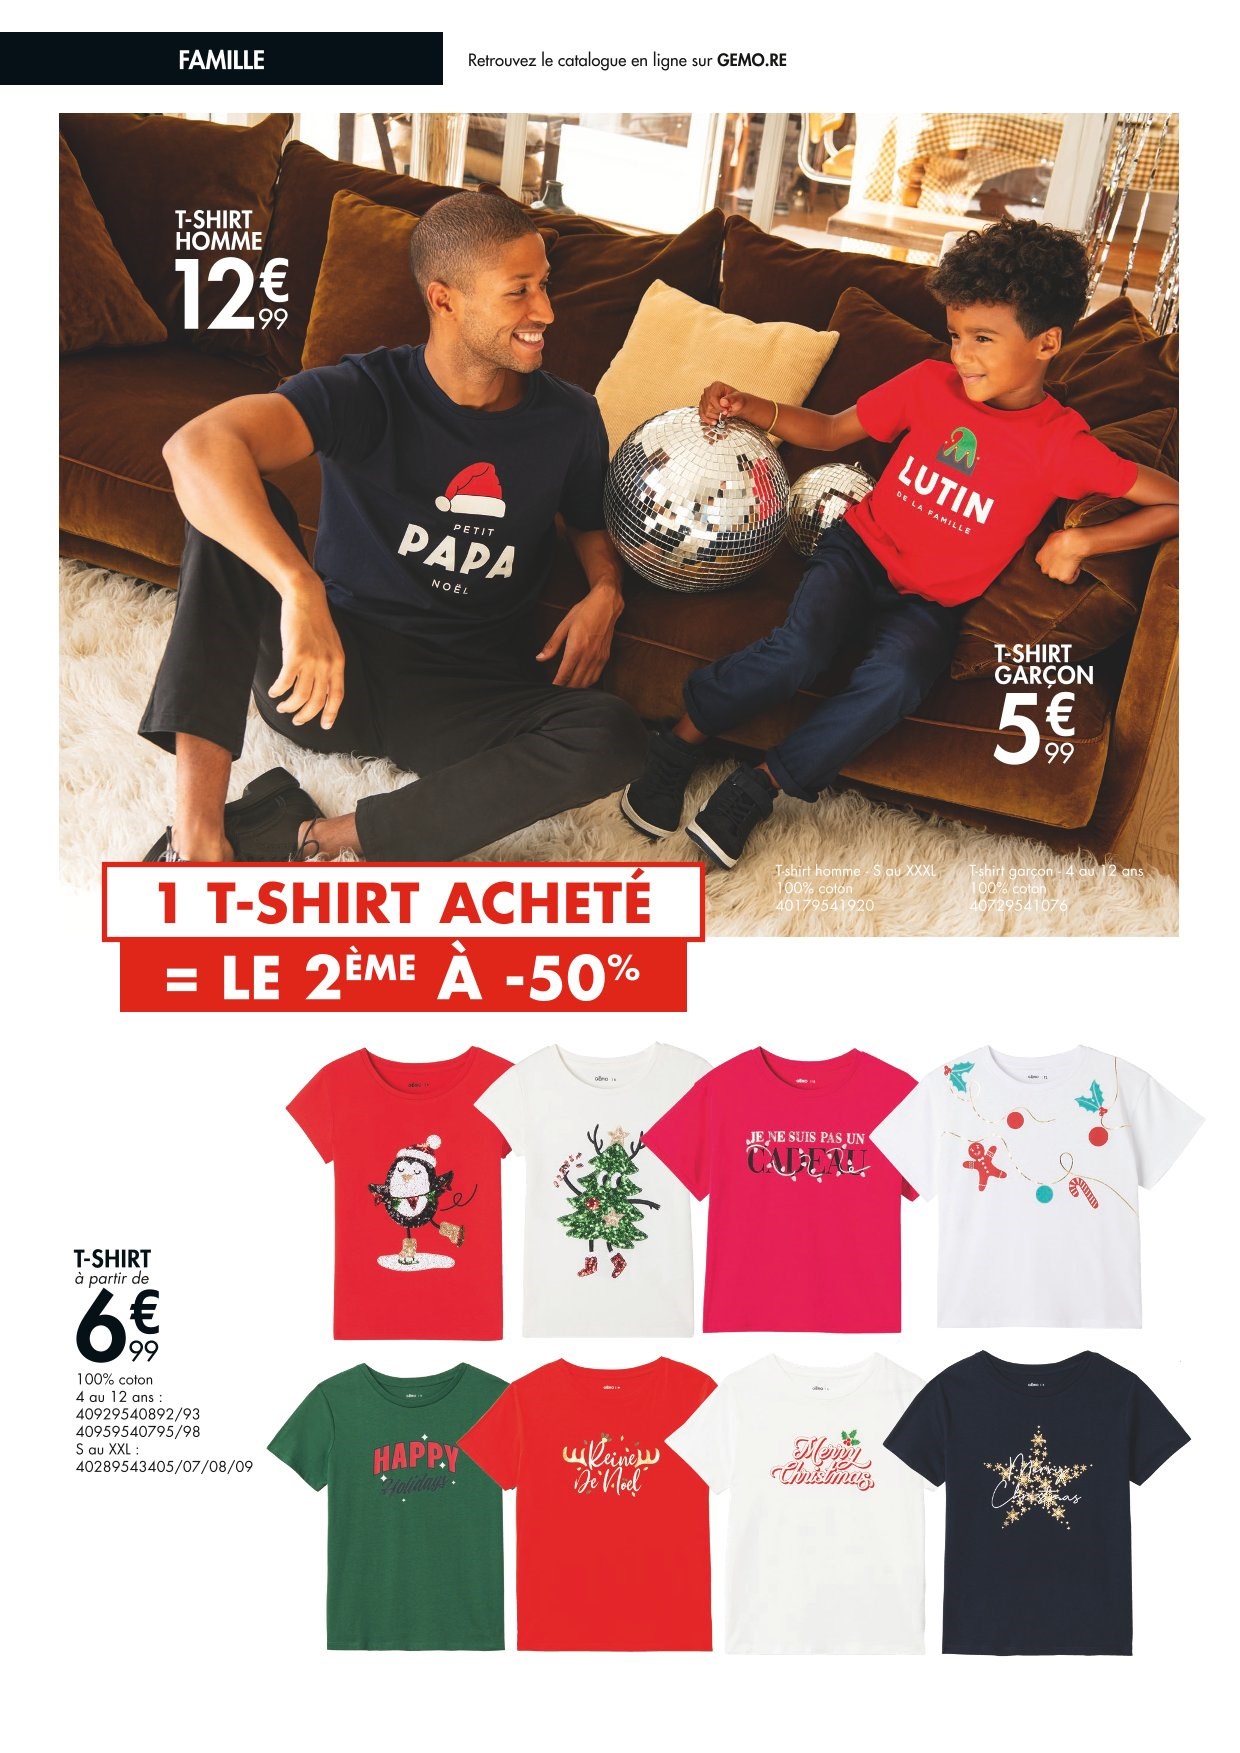 FAMILLE
Retrouvez le catalogue en ligne sur GEMO.RE
T-SHIRT
HOMME
12€99
PETIT
PAPA
NOËL
LUTIN
DE LA FAMILLE
T-SHIRT
GARÇON
5€99
T-shirt homme - S au XXXL
100% coton
40179541920
T-shirt garçon - 4 au 12 ans
100% coton
40729541076
1 T-SHIRT ACHETÉ
= LE 2ÈME À -50%
JE NE SUIS PAS UN
CADEAU
T-SHIRT
à partir de
6€99
100% coton
4 au 12 ans :
40929540892/93
40959540795/98
S au XXL :
40289543405/07/08/09
HAPPY
Holidays
Reine
De Noel
Merry
Christmas
Merry
Christmas